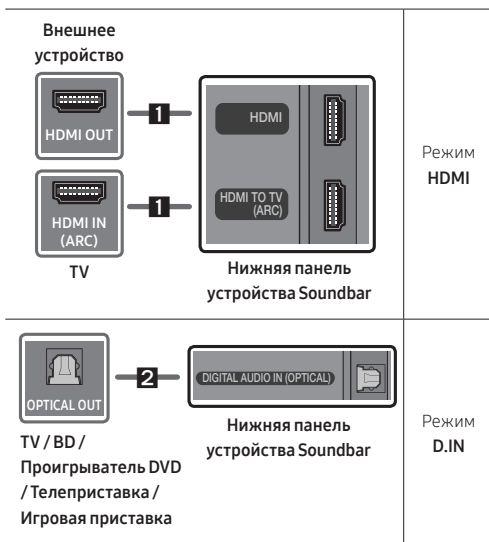 Внешнее
устройство
HDMI OUT
1
HDMI
HDMI IN
(ARC)
1
HDMI TO TV
(ARC)
TV
Нижняя панель
устройства Soundbar
Режим
HDMI
OPTICAL OUT
2
DIGITAL AUDIO IN (OPTICAL)
TV / BD /
Проигрыватель DVD
/ Телеприставка /
Игровая приставка
Нижняя панель
устройства Soundbar
Режим
D.IN